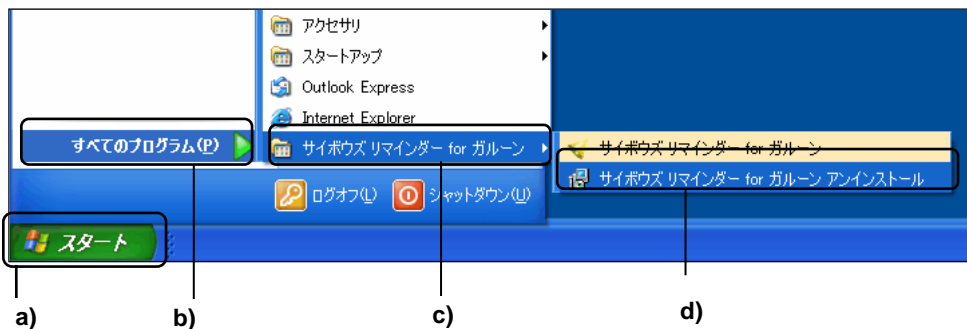 アクセサリ
スタートアップ
Outlook Express
Internet Explorer
すべてのプログラム(P)
サイボウズ リマインダー for ガルーン
サイボウズ リマインダー for ガルーン
サイボウズ リマインダー for ガルーン アンインストール
ログオフ(L)
シャットダウン(U)
スタート
a)
b)
c)
d)